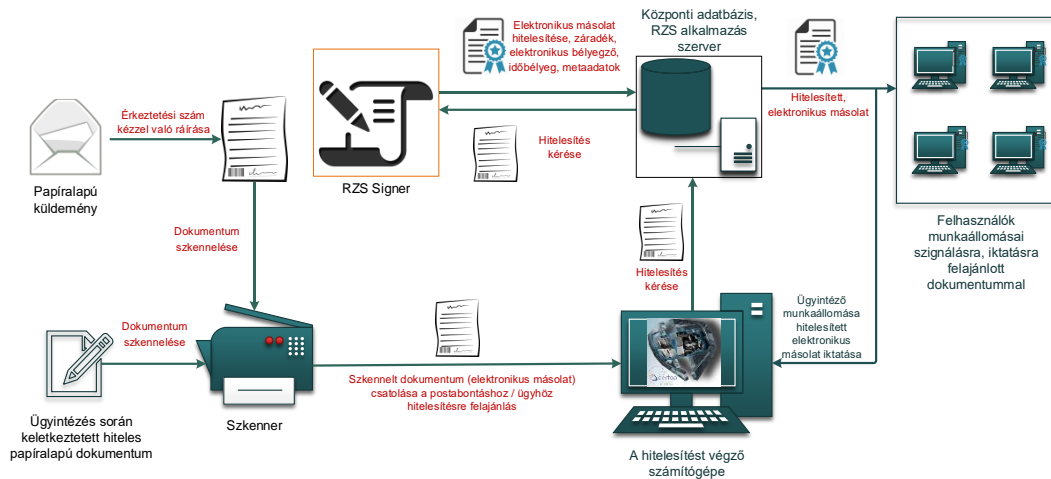 Elektronikus másolat
hitelesítése, záradék,
elektronikus bélyegző,
időbélyeg, metaadatok
Központi adatbázis,
RZS alkalmazás
szerver
Érkeztetési szám
kézzel való ráírása
Hitelesítés
kérése
Hitelesített,
elektronikus másolat
Papíralapú
küldemény
RZS Signer
Felhasználók
munkaállomásai
szignálásra, iktatásra
felajánlott
dokumentummal
Dokumentum
szkennelése
Hitelesítés
kérése
Ügyintéző
munkaállomása
hitelesített
elektronikus
másolat iktatása
Dokumentum
szkennelése
Szkennelt dokumentum (elektronikus másolat)
csatolása a postabontáshoz / ügyhöz
hitelesítésre felajánlás
Ügyintézés során
keletkeztetett hiteles
papíralapú dokumentum
Szkenner
A hitelesítést végző
számítógépe